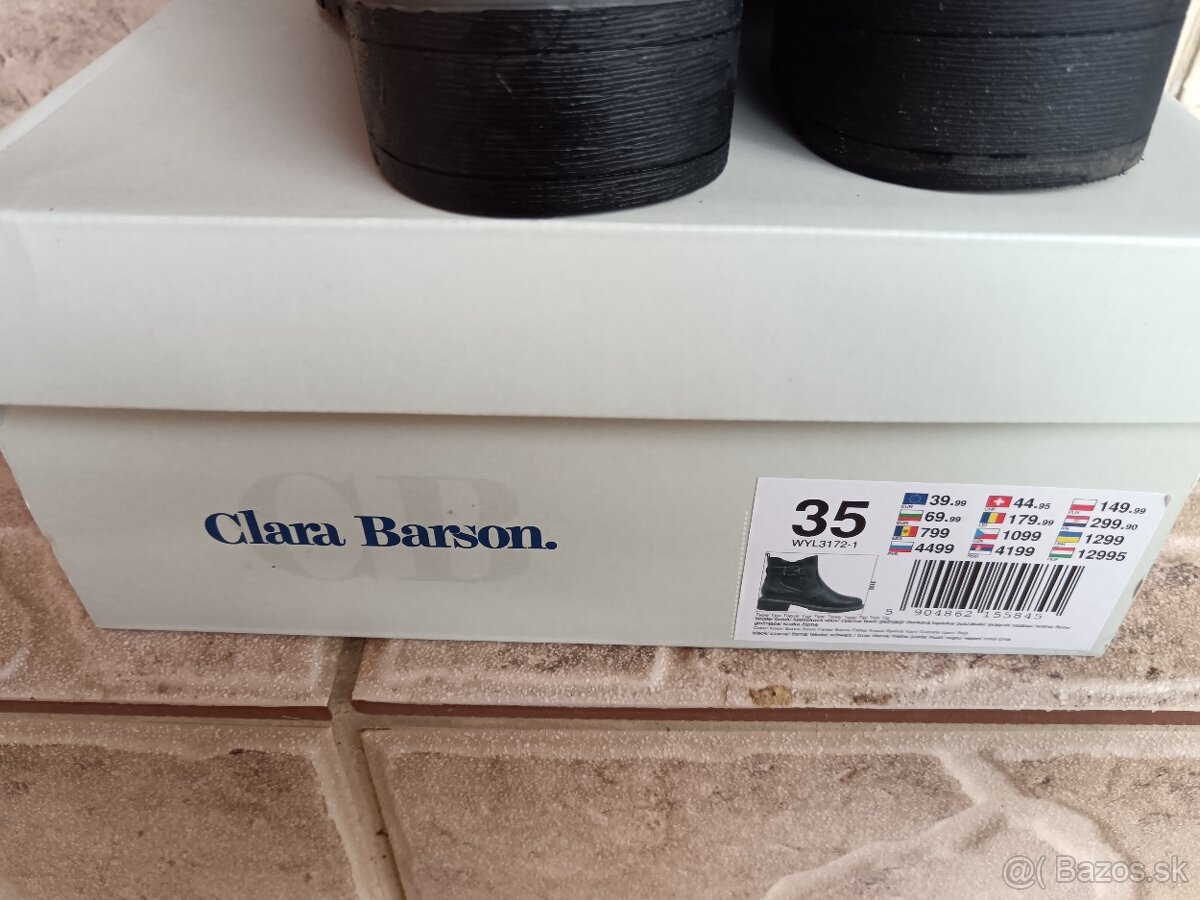 CB
Clara Barson.
35
WYL3172-1
39.99 44.95 149.99
69.99 179.99 299.90
799 1099 1299
4499 4199 12995
5 904862 155845
@( Bazos.sk